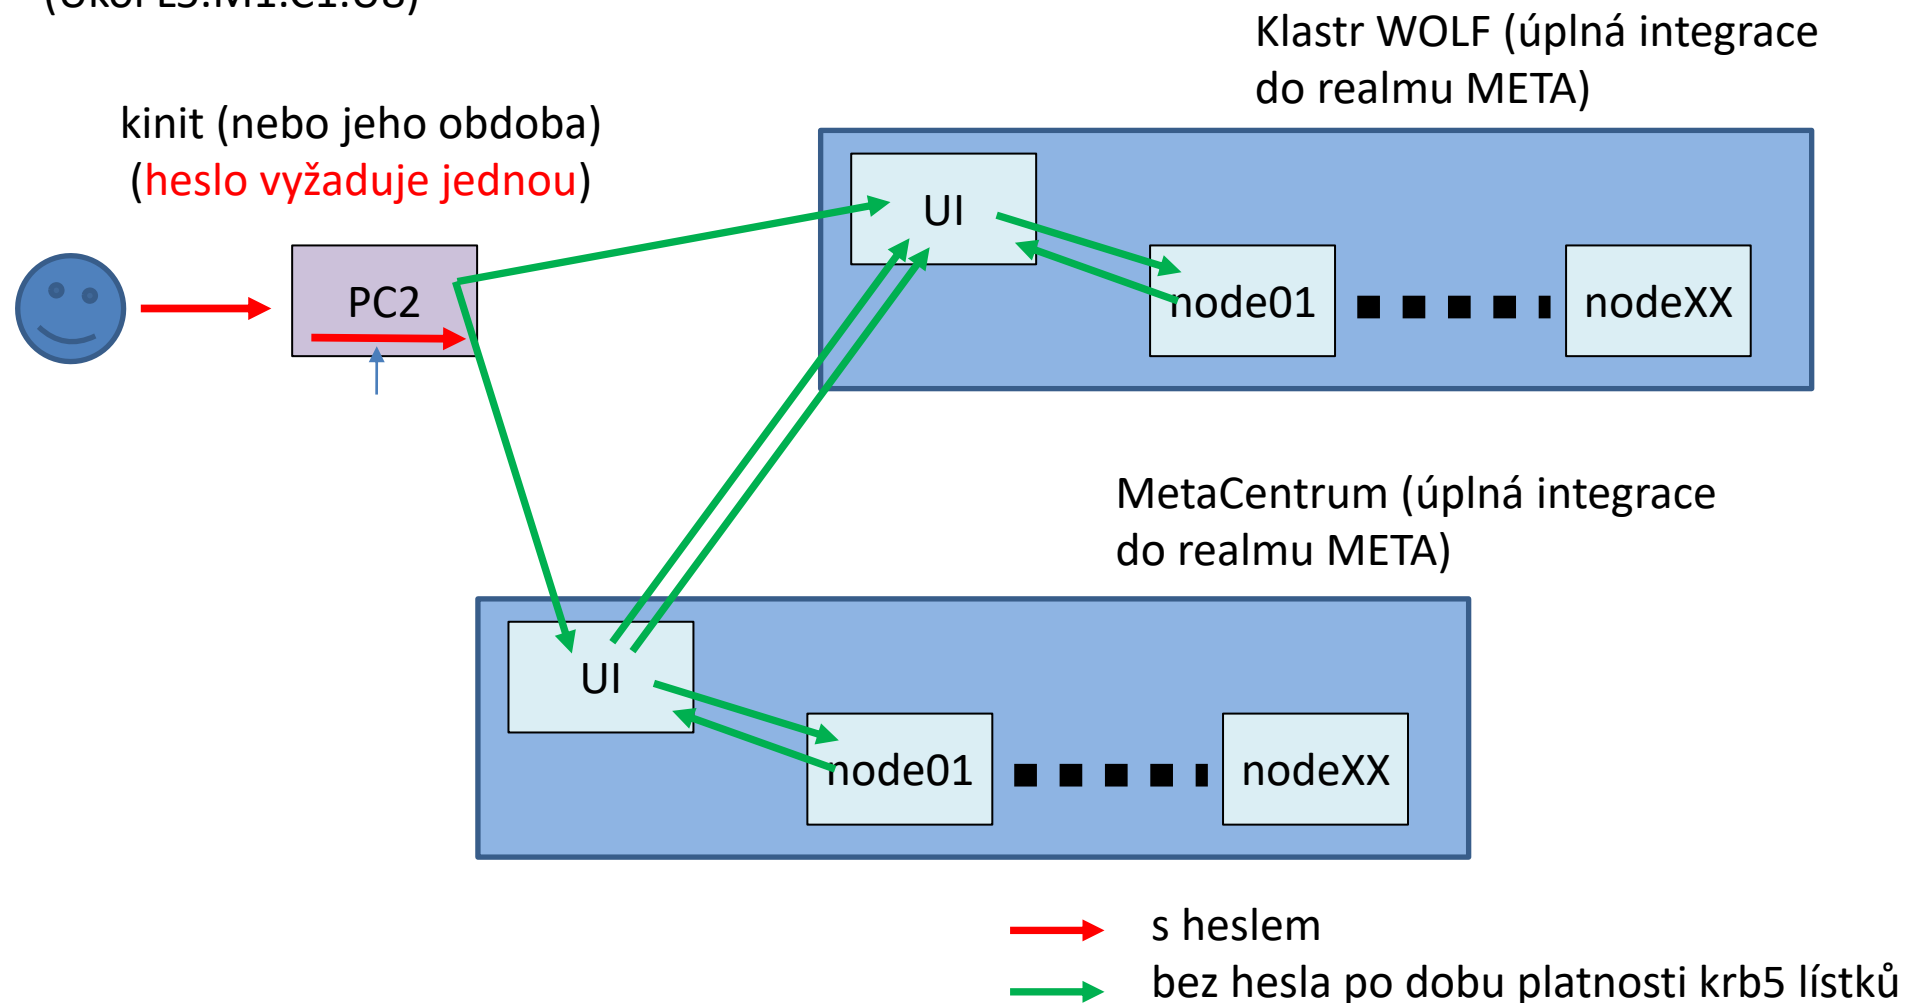 Klastr WOLF (úplná integrace
do realmu META)
kinit (nebo jeho obdoba)
(heslo vyžaduje jednou)
UI
PC2
node01
nodeXX
MetaCentrum (úplná integrace
do realmu META)
UI
node01
nodeXX
s heslem
bez hesla po dobu platnosti krb5 lístků